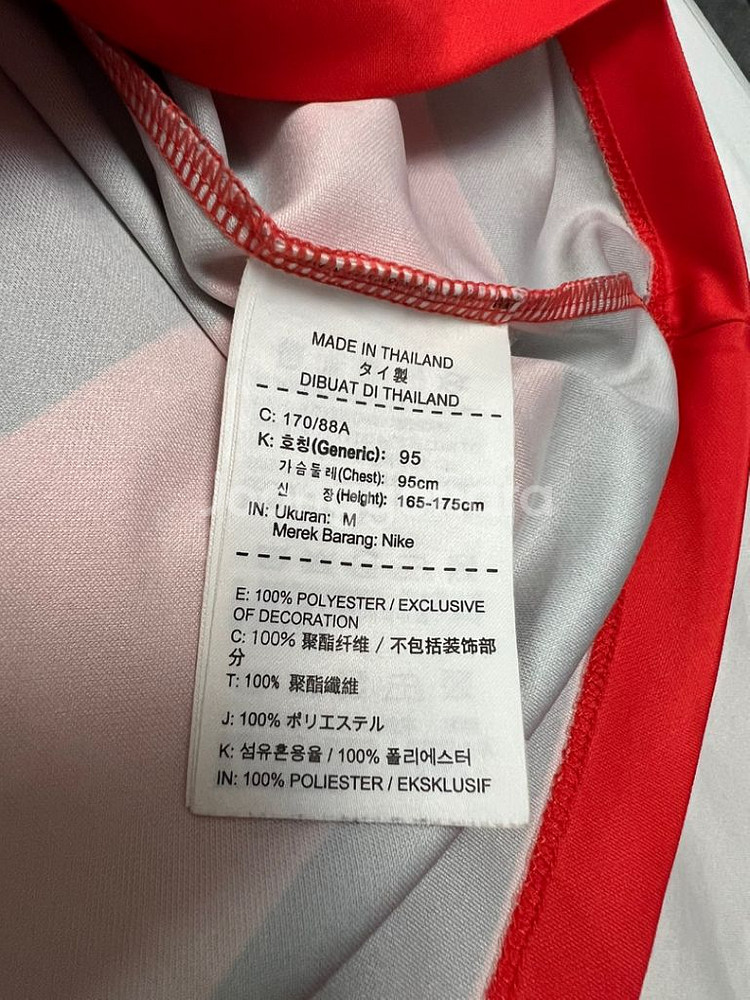 MADE IN THAILAND
タイ製
DIBUAT DI THAILAND
C: 170/88A
K: 호칭(Generic): 95
가슴둘레(Chest): 95cm
신 장(Height): 165-175cm
IN: Ukuran: M
Merek Barang: Nike
E: 100% POLYESTER / EXCLUSIVE
OF DECORATION
C: 100% 聚酯纤维 / 不包括装饰部
分
T: 100% 聚酯纖維
J: 100% ポリエステル
K: 섬유혼용율 / 100% 폴리에스터
IN: 100% POLIESTER / EKSKLUSIF